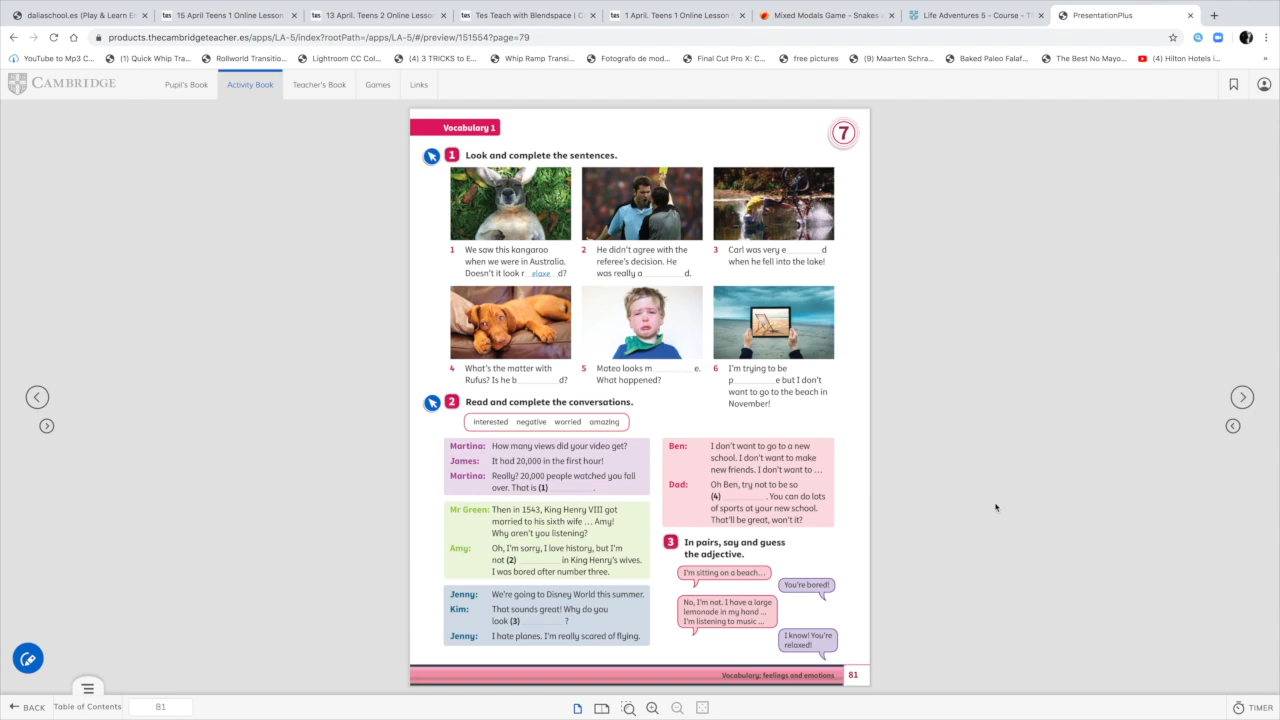 daliaschool.es (Play & Learn E
15 April Teens 1 Online Lesson
13 April. Teens 2 Online Lesson
Tes Teach with Blendspace | C
1 April. Teens 1 Online Lesson
Mixed Modals Game - Snakes
Life Adventures 5 - Course - T
PresentationPlus
products.thecambridgeteacher.es/apps/LA-5/index?rootPath=/apps/LA-5/#/preview/151554?page=79
YouTube to Mp3 C...
(1) Quick Whip Tra...
Rollworld Transitio...
Lightroom CC Col...
(4) 3 TRICKS to E...
Whip Ramp Transi...
Fotografo de mod...
Final Cut Pro X: C...
free pictures
(9) Maarten Schra...
Baked Paleo Falaf...
The Best No Mayo...
(4) Hilton Hotels i...
»
CAMBRIDGE
Pupil's Book
Activity Book
Teacher's Book
Games
Links
Vocabulary 1
7
1 Look and complete the sentences.
1 We saw this kangaroo
when we were in Australia.
Doesn't it look r elaxe d?
2 He didn't agree with the
referee's decision. He
was really a________d.
3 Carl was very e________d
when he fell into the lake!
4 What's the matter with
Rufus? Is he b________d?
5 Mateo looks m________e.
What happened?
6 I'm trying to be
p________e but I don't
want to go to the beach in
November!
2 Read and complete the conversations.
interested negative worried amazing
Martina: How many views did your video get?
James: It had 20,000 in the first hour!
Martina: Really? 20,000 people watched you fall
over. That is (1) ________.
Mr Green: Then in 1543, King Henry VIII got
married to his sixth wife ... Amy!
Why aren't you listening?
Amy: Oh, I'm sorry, I love history, but I'm
not (2) ________ in King Henry's wives.
I was bored after number three.
Jenny: We're going to Disney World this summer.
Kim: That sounds great! Why do you
look (3) ________?
Jenny: I hate planes. I'm really scared of flying.
Ben: I don't want to go to a new
school. I don't want to make
new friends. I don't want to ...
Dad: Oh Ben, try not to be so
(4) ________. You can do lots
of sports at your new school.
That'll be great, won't it?
3 In pairs, say and guess
the adjective.
I'm sitting on a beach...
You're bored!
No, I'm not. I have a large
lemonade in my hand ...
I'm listening to music ...
I know! You're
relaxed!
Vocabulary: feelings and emotions 81
BACK
Table of Contents
81
TIMER